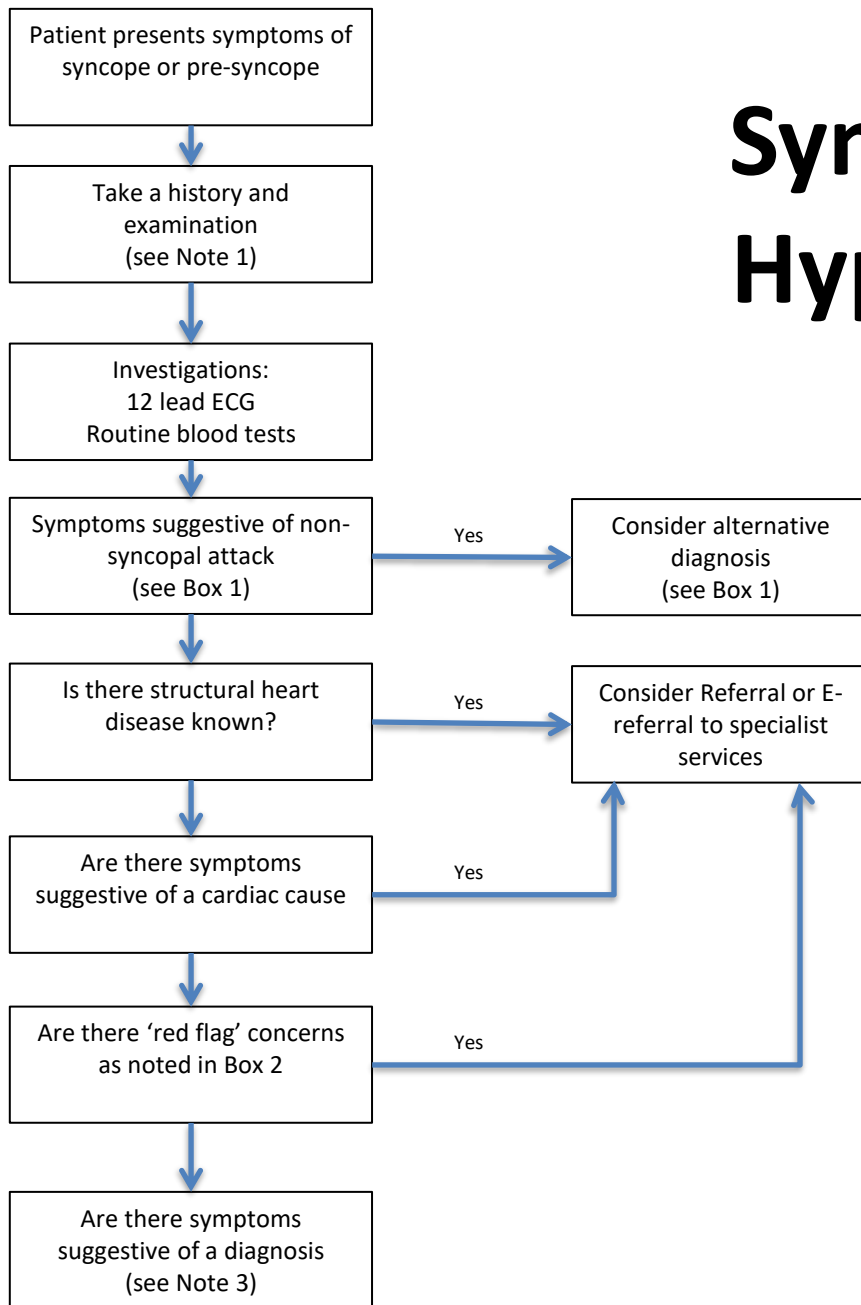 Patient presents symptoms of
syncope or pre-syncope
Syn
Hyp
Take a history and
examination
(see Note 1)
Investigations:
12 lead ECG
Routine blood tests
Symptoms suggestive of non-
syncopal attack
(see Box 1)
Yes
Consider alternative
diagnosis
(see Box 1)
Is there structural heart
disease known?
Yes
Consider Referral or E-
referral to specialist
services
Are there symptoms
suggestive of a cardiac cause
Yes
Are there ‘red flag’ concerns
as noted in Box 2
Yes
Are there symptoms
suggestive of a diagnosis
(see Note 3)